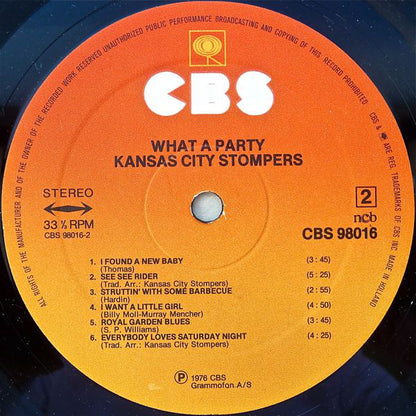 ALL RIGHTS OF THE MANUFACTURER AND OF THE OWNER OF THE RECORDED WORK RESERVED UNAUTHORIZED PUBLIC PERFORMANCE BROADCASTING AND COPYING OF THIS RECORD PROHIBITED
CBS & ARE REG. TRADEMARKS OF CBS INC. MADE IN HOLLAND
CBS
WHAT A PARTY
KANSAS CITY STOMPERS
STEREO
33 ⅓ RPM
CBS 98016-2
2
ncb
CBS 98016
1. I FOUND A NEW BABY (3:45)
(Thomas)
2. SEE SEE RIDER (5:25)
(Trad. Arr.: Kansas City Stompers)
3. STRUTTIN' WITH SOME BARBECUE (2:55)
(Hardin)
4. I WANT A LITTLE GIRL (4:50)
(Billy Moll-Murray Mencher)
5. ROYAL GARDEN BLUES (3:45)
(S. P. Williams)
6. EVERYBODY LOVES SATURDAY NIGHT (4:25)
(Trad. Arr.: Kansas City Stompers)
Ⓟ 1976 CBS
Grammofon A/S